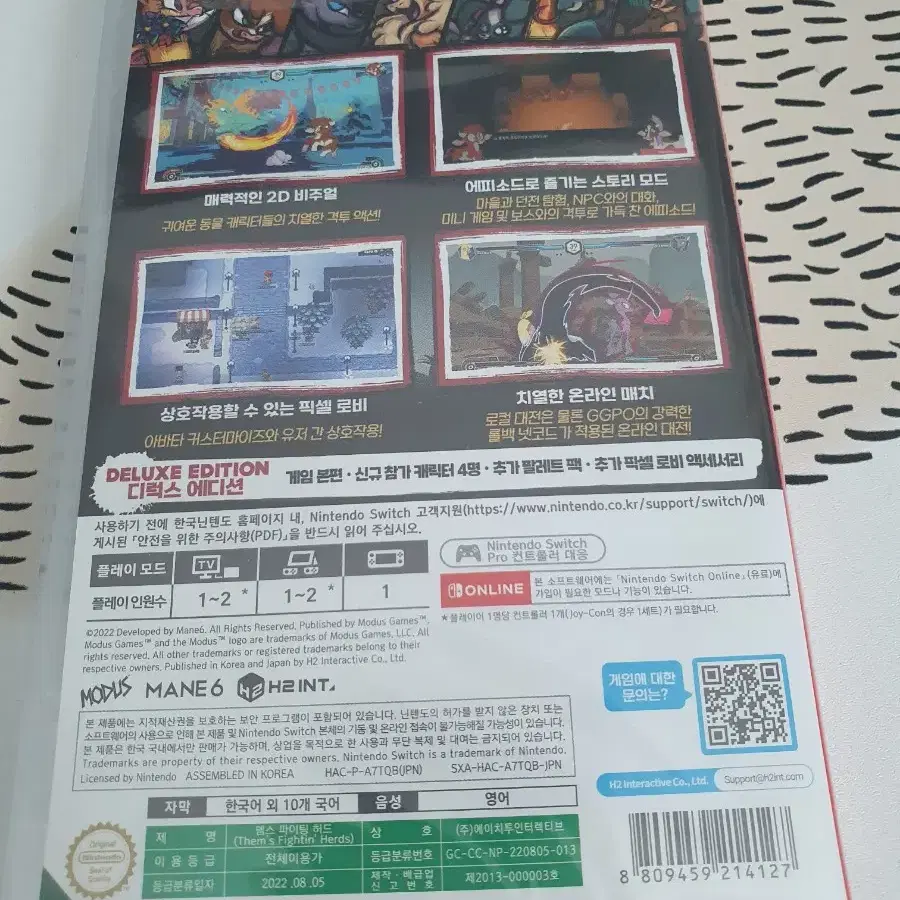 매력적인 2D 비주얼
귀여운 동물 캐릭터들의 치열한 격투 액션!
에피소드로 즐기는 스토리 모드
마을과 던전 탐험, NPC와의 대화,
미니 게임 및 보스와의 격투로 가득 찬 에피소드!
39
상호작용할 수 있는 픽셀 로비
아바타 커스터마이즈와 유저 간 상호작용!
치열한 온라인 매치
로컬 대전은 물론 GGPO의 강력한
롤백 넷코드가 적용된 온라인 대전!
DELUXE EDITION
디럭스 에디션
게임 본편 · 신규 참가 캐릭터 4명 · 추가 팔레트 팩 · 추가 픽셀 로비 액세서리
사용하기 전에 한국닌텐도 홈페이지 내, Nintendo Switch 고객지원(https://www.nintendo.co.kr/support/switch/)에
게시된 「안전을 위한 주의사항(PDF)」을 반드시 읽어 주십시오.
플레이 모드 TV
플레이 인원수 1~2 * 1~2 * 1
Nintendo Switch
Pro 컨트롤러 대응
ONLINE
본 소프트웨어에는 「Nintendo Switch Online」(유료)에
가입이 필요한 모드나 기능이 있습니다.
*플레이어 1명당 컨트롤러 1개(Joy-Con의 경우 1세트)가 필요합니다.
©2022 Developed by Mane6. All Rights Reserved. Published by Modus Games™
Modus Games™ and the Modus™ logo are trademarks of Modus Games, LLC. All
rights reserved. All other trademarks or registered trademarks belong to their
respective owners. Published in Korea and Japan by H2 Interactive Co., Ltd.
MODUS MANE6 H2 H2INT.
게임에 대한
문의는?
H2 Interactive Co., Ltd. Support@h2int.com
본 제품에는 지적재산권을 보호하는 보안 프로그램이 포함되어 있습니다. 닌텐도의 허가를 받지 않은 장치 또는
소프트웨어의 사용으로 인해 본 제품 및 Nintendo Switch 본체의 기동 및 온라인 접속이 불가능해질 가능성이 있습니다.
본 제품은 한국 국내에서만 판매가 가능하며, 상업을 목적으로 한 사용과 무단 복제 및 대여는 금지되어 있습니다.
Trademarks are property of their respective owners. Nintendo Switch is a trademark of Nintendo.
Licensed by Nintendo ASSEMBLED IN KOREA HAC-P-A7TQB(JPN) SXA-HAC-A7TQB-JPN
자막 한국어 외 10개 국어 음성 영어
제 명 뎀스 파이팅 허드 (Them's Fightin' Herds) 상 호 (주)에이치투인터렉티브
이용등급 전체이용가 등급분류번호 GC-CC-NP-220805-013
등급분류일자 2022.08.05 제작·배급업 신고번호 제2013-000003호
Original
Nintendo
Seal of
Quality
8 809459 214127